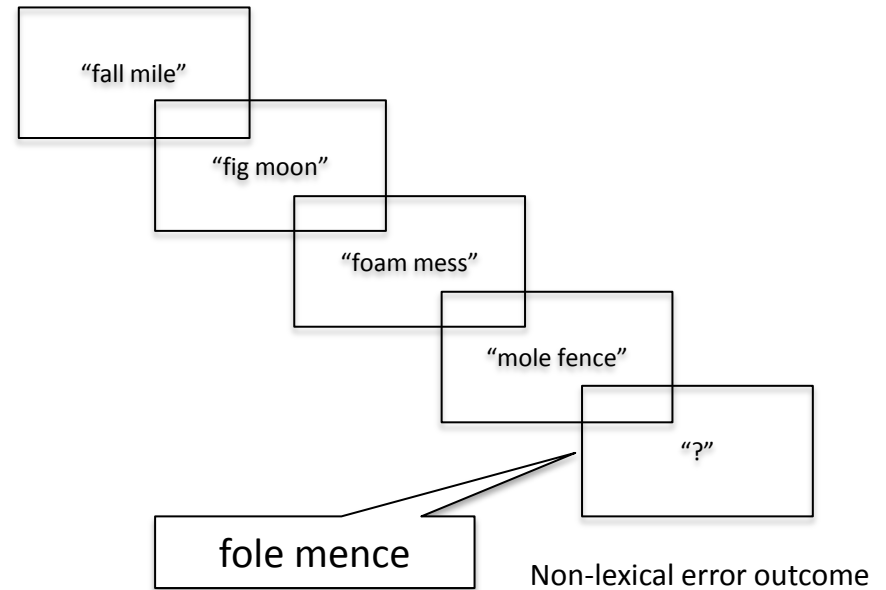 “fall mile”
“fig moon”
“foam mess”
“mole fence”
“?”
fole mence
Non-lexical error outcome